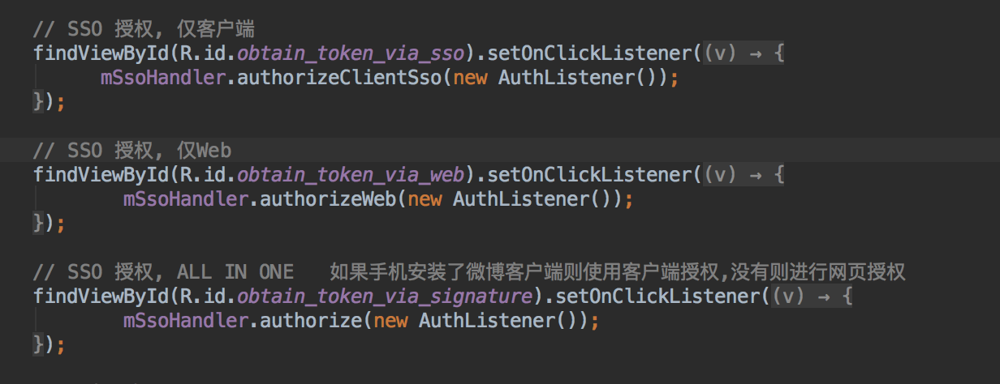 // SSO 授权, 仅客户端
findViewById(R.id.obtain_token_via_sso).setOnClickListener((v) → {
mSsoHandler.authorizeClientSso(new AuthListener());
});
// SSO 授权, 仅Web
findViewById(R.id.obtain_token_via_web).setOnClickListener((v) → {
mSsoHandler.authorizeWeb(new AuthListener());
});
// SSO 授权, ALL IN ONE 如果手机安装了微博客户端则使用客户端授权,没有则进行网页授权
findViewById(R.id.obtain_token_via_signature).setOnClickListener((v) → {
mSsoHandler.authorize(new AuthListener());
});